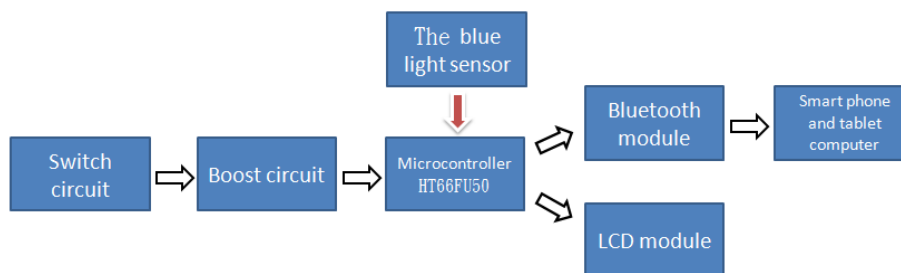 The blue
light sensor
Bluetooth
module
Smart phone
and tablet
computer
Switch
circuit
Boost circuit
Microcontroller
HT66FU50
LCD module